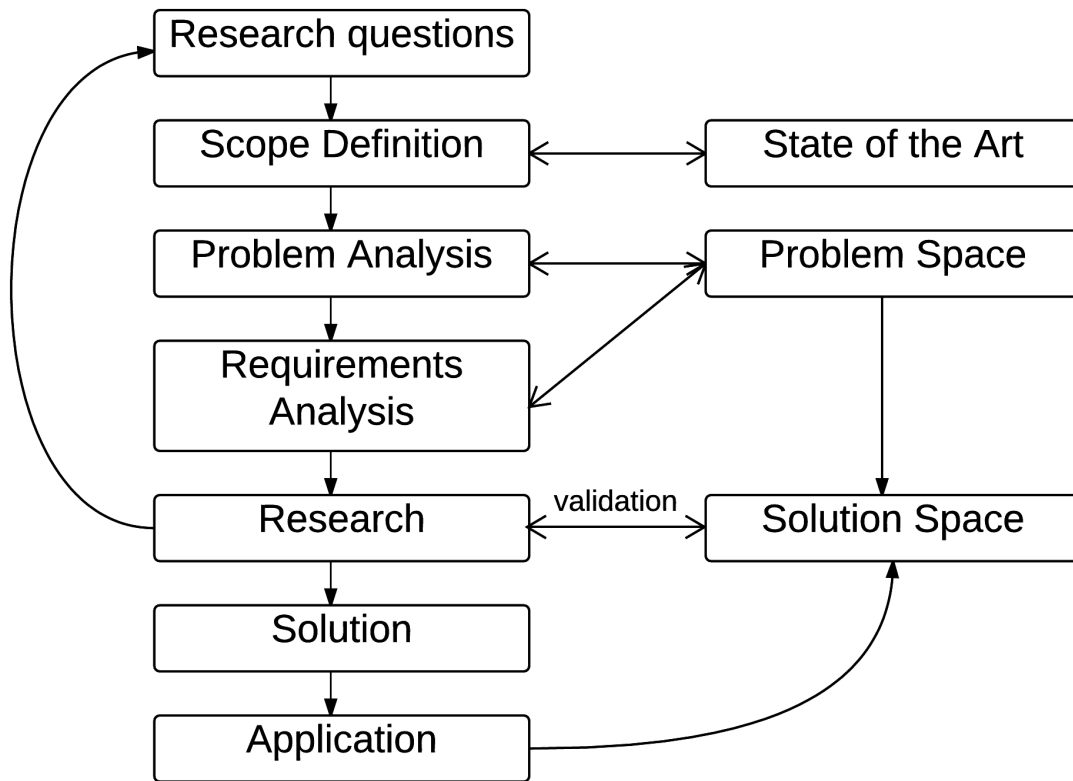 Research questions
Scope Definition
State of the Art
Problem Analysis
Problem Space
Requirements
Analysis
validation
Research
Solution Space
Solution
Application